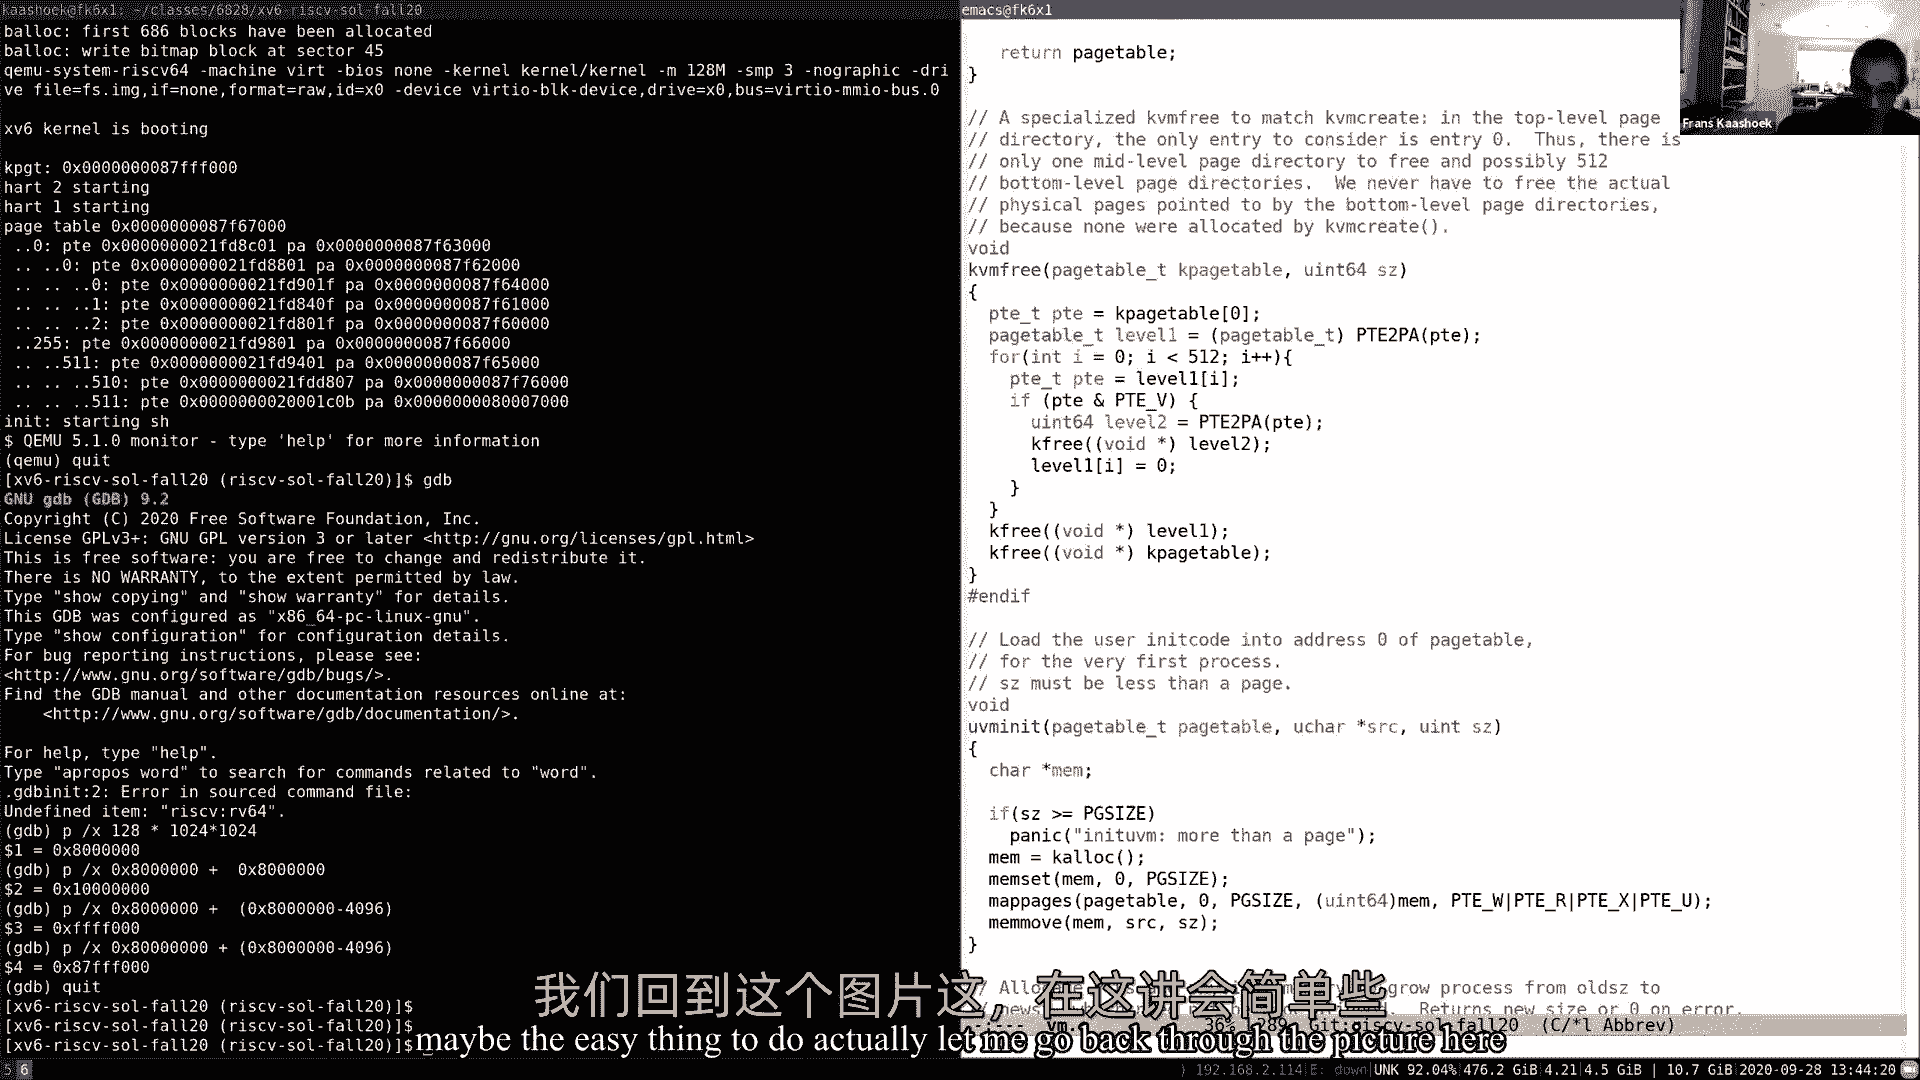 kaashoek@fk6x1: ~/classes/6828/xv6-riscv-sol-fall20
balloc: first 686 blocks have been allocated
balloc: write bitmap block at sector 45
qemu-system-riscv64 -machine virt -bios none -kernel kernel/kernel -m 128M -smp 3 -nographic -dri
ve file=fs.img,if=none,format=raw,id=x0 -device virtio-blk-device,drive=x0,bus=virtio-mmio-bus.0
xv6 kernel is booting
kpgt: 0x0000000087fff000
hart 2 starting
hart 1 starting
page table 0x0000000087f67000
..0: pte 0x0000000021fd8c01 pa 0x0000000087f63000
.. ..0: pte 0x0000000021fd8801 pa 0x0000000087f62000
.. .. ..0: pte 0x0000000021fd901f pa 0x0000000087f64000
.. .. ..1: pte 0x0000000021fd840f pa 0x0000000087f61000
.. .. ..2: pte 0x0000000021fd801f pa 0x0000000087f60000
..255: pte 0x0000000021fd9801 pa 0x0000000087f66000
.. ..511: pte 0x0000000021fd9401 pa 0x0000000087f65000
.. .. ..510: pte 0x0000000021fdd807 pa 0x0000000087f76000
.. .. ..511: pte 0x0000000020001c0b pa 0x0000000080007000
init: starting sh
$ QEMU 5.1.0 monitor - type 'help' for more information
(qemu) quit
[xv6-riscv-sol-fall20 (riscv-sol-fall20)]$ gdb
GNU gdb (GDB) 9.2
Copyright (C) 2020 Free Software Foundation, Inc.
License GPLv3+: GNU GPL version 3 or later <http://gnu.org/licenses/gpl.html>
This is free software: you are free to change and redistribute it.
There is NO WARRANTY, to the extent permitted by law.
Type "show copying" and "show warranty" for details.
This GDB was configured as "x86_64-pc-linux-gnu".
Type "show configuration" for configuration details.
For bug reporting instructions, please see:
<http://www.gnu.org/software/gdb/bugs/>.
Find the GDB manual and other documentation resources online at:
<http://www.gnu.org/software/gdb/documentation/>.
For help, type "help".
Type "apropos word" to search for commands related to "word".
.gdbinit:2: Error in sourced command file:
Undefined item: "riscv:rv64".
(gdb) p /x 128 * 1024*1024
$1 = 0x8000000
(gdb) p /x 0x8000000 +  0x8000000
$2 = 0x10000000
(gdb) p /x 0x8000000 +  (0x8000000-4096)
$3 = 0xffff000
(gdb) p /x 0x80000000 + (0x8000000-4096)
$4 = 0x87fff000
(gdb) quit
[xv6-riscv-sol-fall20 (riscv-sol-fall20)]$
[xv6-riscv-sol-fall20 (riscv-sol-fall20)]$
[xv6-riscv-sol-fall20 (riscv-sol-fall20)]$
emacs@fk6x1
return pagetable;
}
// A specialized kvmfree to match kvmcreate: in the top-level page
// directory, the only entry to consider is entry 0.  Thus, there is
// only one mid-level page directory to free and possibly 512
// bottom-level page directories.  We never have to free the actual
// physical pages pointed to by the bottom-level page directories,
// because none were allocated by kvmcreate().
void
kvmfree(pagetable_t kpagetable, uint64 sz)
{
pte_t pte = kpagetable[0];
pagetable_t level1 = (pagetable_t) PTE2PA(pte);
for(int i = 0; i < 512; i++){
pte_t pte = level1[i];
if (pte & PTE_V) {
uint64 level2 = PTE2PA(pte);
kfree((void *) level2);
level1[i] = 0;
}
}
kfree((void *) level1);
kfree((void *) kpagetable);
}
#endif
// Load the user initcode into address 0 of pagetable,
// for the very first process.
// sz must be less than a page.
void
uvminit(pagetable_t pagetable, uchar *src, uint sz)
{
char *mem;
if(sz >= PGSIZE)
panic("inituvm: more than a page");
mem = kalloc();
memset(mem, 0, PGSIZE);
mappages(pagetable, 0, PGSIZE, (uint64)mem, PTE_W|PTE_R|PTE_X|PTE_U);
memmove(mem, src, sz);
}
grow process from oldsz to
Returns new size or 0 on error.
36% 289 Git:riscv-sol-fall20  (C/*l Abbrev)
Frans Kaashoek
我们回到这个图片这，在这讲会简单些
maybe the easy thing to do actually let me go back through the picture here
5 6
192.168.2.114 E: down UNK 92.04% 476.2 GiB 4.21 4.5 GiB | 10.7 GiB 2020-09-28 13:44:20